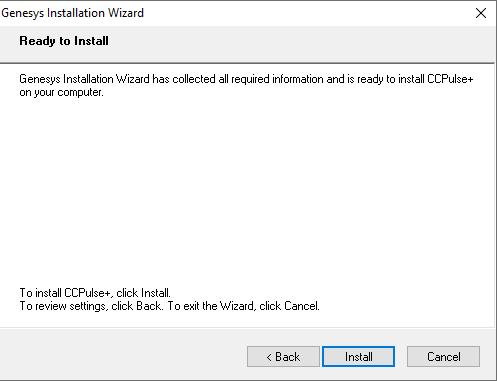 Genesys Installation Wizard
Ready to Install
Genesys Installation Wizard has collected all required information and is ready to install CCPulse+
on your computer.
To install CCPulse+, click Install.
To review settings, click Back. To exit the Wizard, click Cancel.
< Back
Install
Cancel